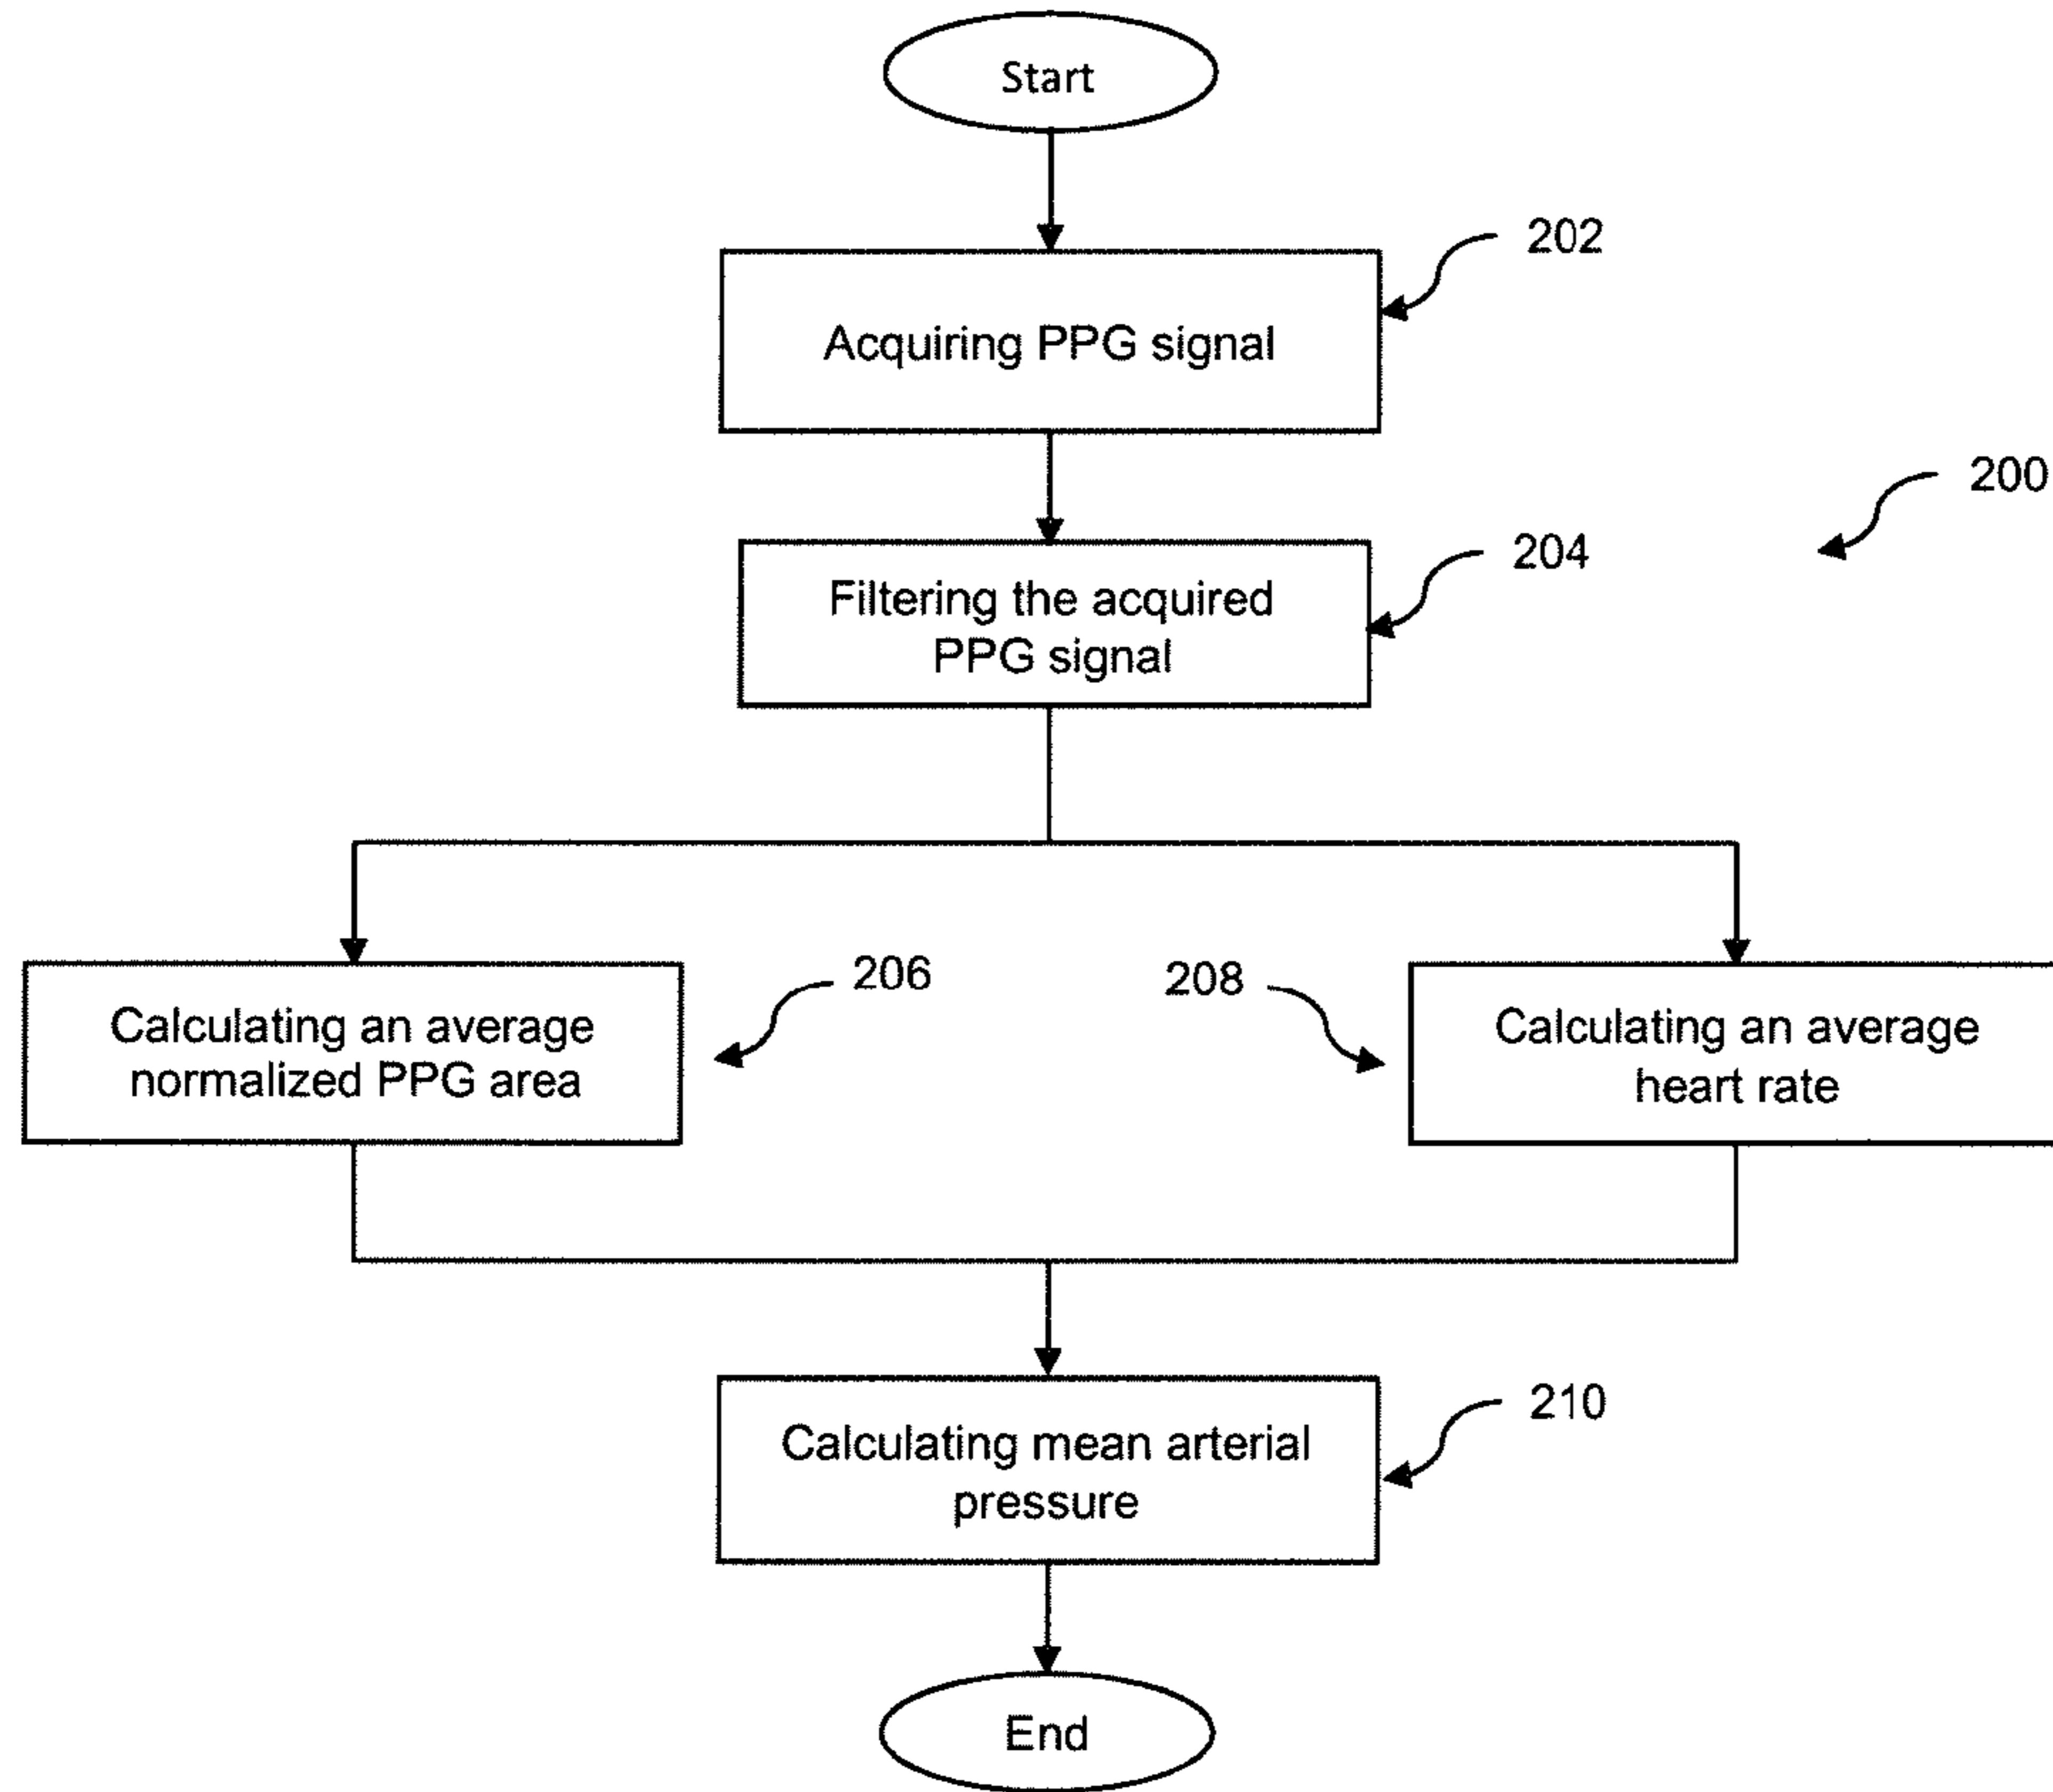 Start
202
Acquiring PPG signal
200
204
Filtering the acquired
PPG signal
206
208
Calculating an average
normalized PPG area
Calculating an average
heart rate
210
Calculating mean arterial
pressure
End